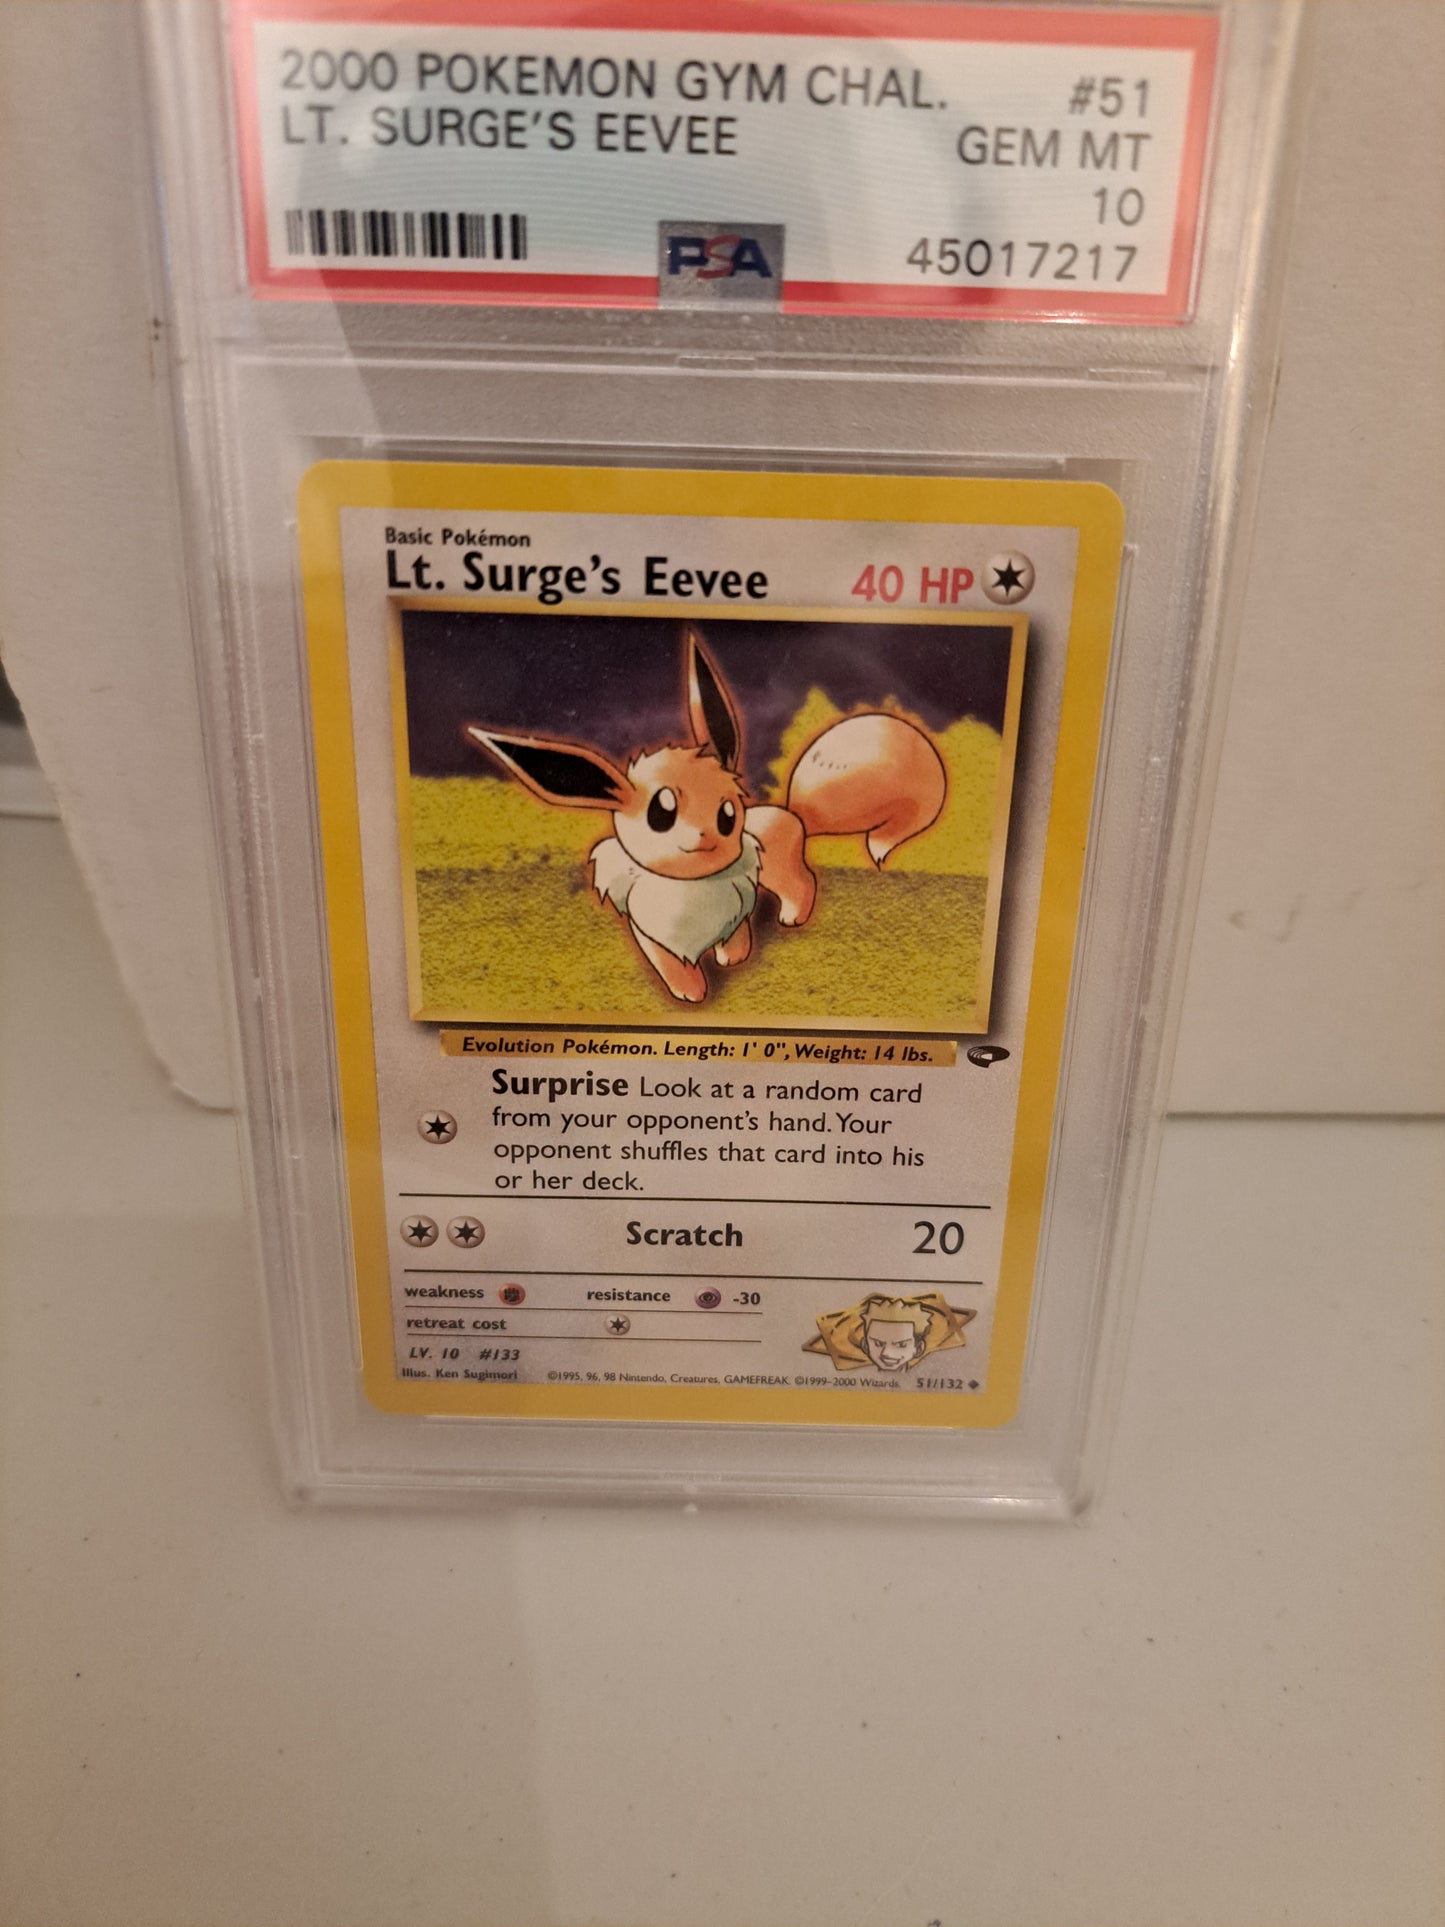 2000 POKEMON GYM CHAL. #51
LT. SURGE'S EEVEE GEM MT
10
PSA 45017217
Basic Pokémon
Lt. Surge's Eevee 40 HP
Evolution Pokémon. Length: 1' 0", Weight: 14 lbs.
Surprise Look at a random card
from your opponent's hand. Your
opponent shuffles that card into his
or her deck.
Scratch 20
weakness resistance -30
retreat cost
LV. 10 #133
Illus. Ken Sugimori ©1995, 96, 98 Nintendo, Creatures, GAMEFREAK. ©1999-2000 Wizards. 51/132